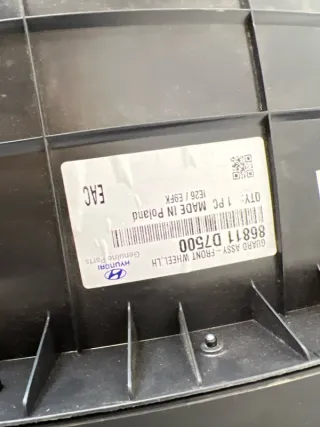 GUARD ASSY-FRONT WHEEL,LH
86811 D7500
QTY: 1 PC MADE IN Poland
IE26 / E9FK
EAC
HYUNDAI
Genuine Parts